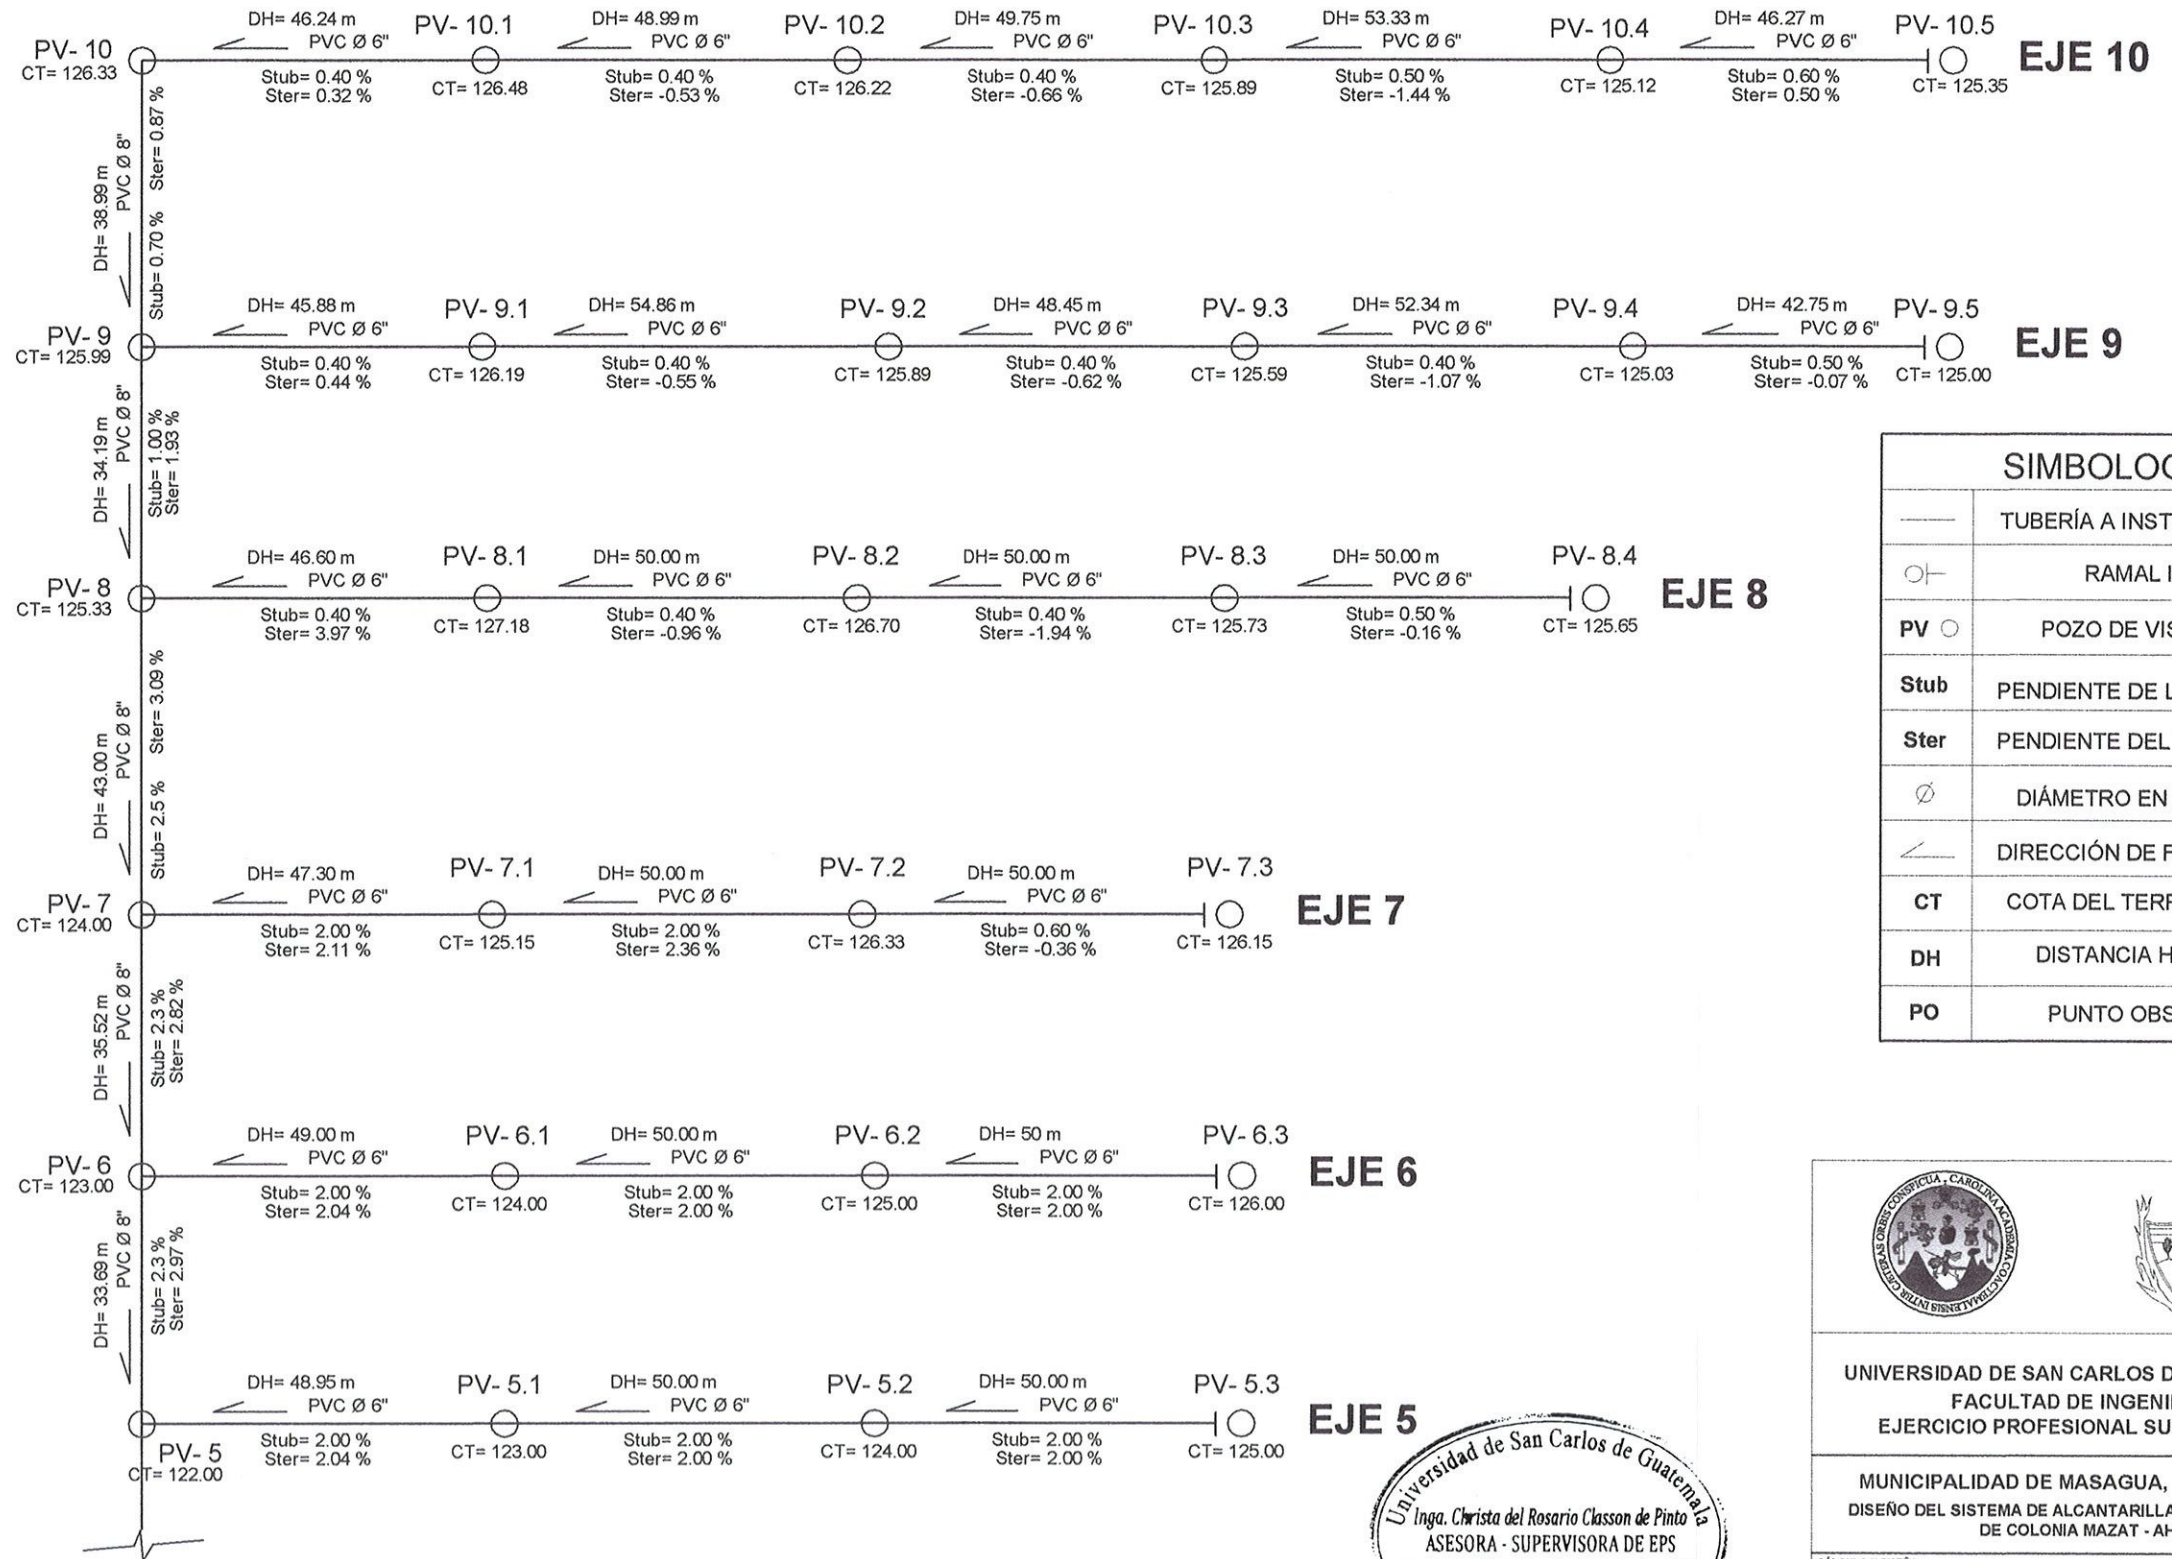 DH= 46.24 m
PVC Ø 6"
PV- 10.1
DH= 48.99 m
PVC Ø 6"
PV- 10.2
DH= 49.75 m
PVC Ø 6"
PV- 10.3
DH= 53.33 m
PVC Ø 6"
PV- 10.4
DH= 46.27 m
PVC Ø 6"
PV- 10.5
EJE 10
PV- 10
CT= 126.33
Stub= 0.40 %
Ster= 0.32 %
CT= 126.48
Stub= 0.40 %
Ster= -0.53 %
CT= 126.22
Stub= 0.40 %
Ster= -0.66 %
CT= 125.89
Stub= 0.50 %
Ster= -1.44 %
CT= 125.12
Stub= 0.60 %
Ster= 0.50 %
CT= 125.35
DH= 38.99 m
PVC Ø 8"
Stub= 0.70 %
Ster= 0.87 %
DH= 45.88 m
PVC Ø 6"
PV- 9.1
DH= 54.86 m
PVC Ø 6"
PV- 9.2
DH= 48.45 m
PVC Ø 6"
PV- 9.3
DH= 52.34 m
PVC Ø 6"
PV- 9.4
DH= 42.75 m
PVC Ø 6"
PV- 9.5
EJE 9
PV- 9
CT= 125.99
Stub= 0.40 %
Ster= 0.44 %
CT= 126.19
Stub= 0.40 %
Ster= -0.55 %
CT= 125.89
Stub= 0.40 %
Ster= -0.62 %
CT= 125.59
Stub= 0.40 %
Ster= -1.07 %
CT= 125.03
Stub= 0.50 %
Ster= -0.07 %
CT= 125.00
DH= 34.19 m
PVC Ø 8"
Stub= 1.00 %
Ster= 1.93 %
DH= 46.60 m
PVC Ø 6"
PV- 8.1
DH= 50.00 m
PVC Ø 6"
PV- 8.2
DH= 50.00 m
PVC Ø 6"
PV- 8.3
DH= 50.00 m
PVC Ø 6"
PV- 8.4
EJE 8
PV- 8
CT= 125.33
Stub= 0.40 %
Ster= 3.97 %
CT= 127.18
Stub= 0.40 %
Ster= -0.96 %
CT= 126.70
Stub= 0.40 %
Ster= -1.94 %
CT= 125.73
Stub= 0.50 %
Ster= -0.16 %
CT= 125.65
DH= 43.00 m
PVC Ø 8"
Stub= 2.5 %
Ster= 3.09 %
DH= 47.30 m
PVC Ø 6"
PV- 7.1
DH= 50.00 m
PVC Ø 6"
PV- 7.2
DH= 50.00 m
PVC Ø 6"
PV- 7.3
EJE 7
PV- 7
CT= 124.00
Stub= 2.00 %
Ster= 2.11 %
CT= 125.15
Stub= 2.00 %
Ster= 2.36 %
CT= 126.33
Stub= 0.60 %
Ster= -0.36 %
CT= 126.15
DH= 35.52 m
PVC Ø 8"
Stub= 2.3 %
Ster= 2.82 %
DH= 49.00 m
PVC Ø 6"
PV- 6.1
DH= 50.00 m
PVC Ø 6"
PV- 6.2
DH= 50 m
PVC Ø 6"
PV- 6.3
EJE 6
PV- 6
CT= 123.00
Stub= 2.00 %
Ster= 2.04 %
CT= 124.00
Stub= 2.00 %
Ster= 2.00 %
CT= 125.00
Stub= 2.00 %
Ster= 2.00 %
CT= 126.00
DH= 33.69 m
PVC Ø 8"
Stub= 2.3 %
Ster= 2.97 %
DH= 48.95 m
PVC Ø 6"
PV- 5.1
DH= 50.00 m
PVC Ø 6"
PV- 5.2
DH= 50.00 m
PVC Ø 6"
PV- 5.3
EJE 5
PV- 5
CT= 122.00
Stub= 2.00 %
Ster= 2.04 %
CT= 123.00
Stub= 2.00 %
Ster= 2.00 %
CT= 124.00
Stub= 2.00 %
Ster= 2.00 %
CT= 125.00
SIMBOLOG
TUBERÍA A INST
RAMAL I
PV POZO DE VIS
Stub PENDIENTE DE L
Ster PENDIENTE DEL
Ø DIÁMETRO EN
DIRECCIÓN DE F
CT COTA DEL TERR
DH DISTANCIA H
PO PUNTO OBS
UNIVERSIDAD DE SAN CARLOS D
FACULTAD DE INGENI
EJERCICIO PROFESIONAL SU
MUNICIPALIDAD DE MASAGUA,
DISEÑO DEL SISTEMA DE ALCANTARILLA
DE COLONIA MAZAT - AH
Universidad de San Carlos de Guatemala
Inga. Christa del Rosario Classon de Pinto
ASESORA - SUPERVISORA DE EPS